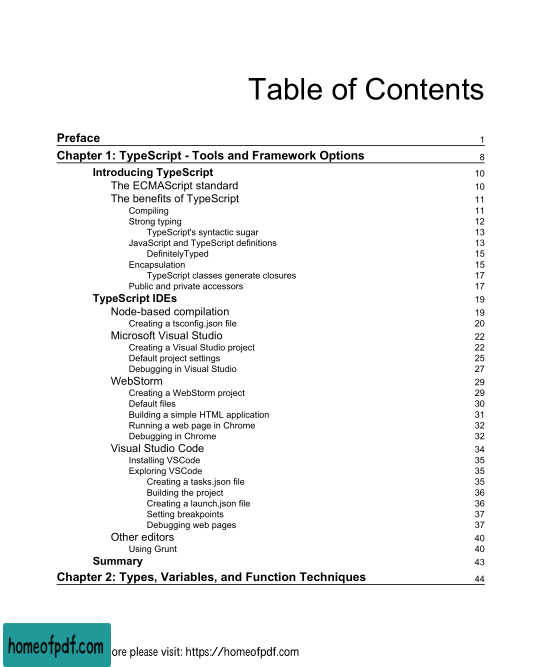 Table of Contents
Preface 1
Chapter 1: TypeScript - Tools and Framework Options 8
Introducing TypeScript 10
The ECMAScript standard 10
The benefits of TypeScript 11
Compiling 11
Strong typing 12
TypeScript's syntactic sugar 13
JavaScript and TypeScript definitions 13
DefinitelyTyped 15
Encapsulation 15
TypeScript classes generate closures 17
Public and private accessors 17
TypeScript IDEs 19
Node-based compilation 19
Creating a tsconfig.json file 20
Microsoft Visual Studio 22
Creating a Visual Studio project 22
Default project settings 25
Debugging in Visual Studio 27
WebStorm 29
Creating a WebStorm project 29
Default files 30
Building a simple HTML application 31
Running a web page in Chrome 32
Debugging in Chrome 32
Visual Studio Code 34
Installing VSCode 35
Exploring VSCode 35
Creating a tasks.json file 35
Building the project 36
Creating a launch.json file 36
Setting breakpoints 37
Debugging web pages 37
Other editors 40
Using Grunt 40
Summary 43
Chapter 2: Types, Variables, and Function Techniques 44
homeofpdf.com ore please visit: https://homeofpdf.com